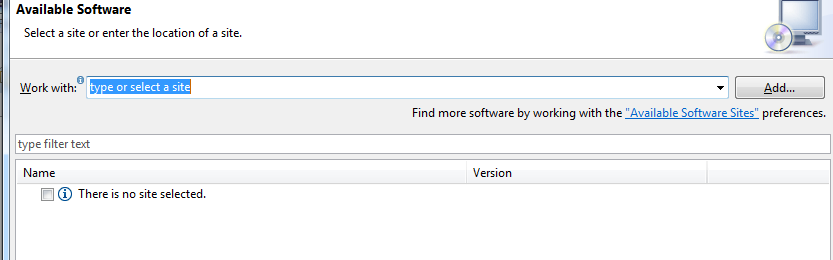 Available Software
Select a site or enter the location of a site.
Work with: type or select a site Add...
Find more software by working with the "Available Software Sites" preferences.
type filter text
Name Version
There is no site selected.